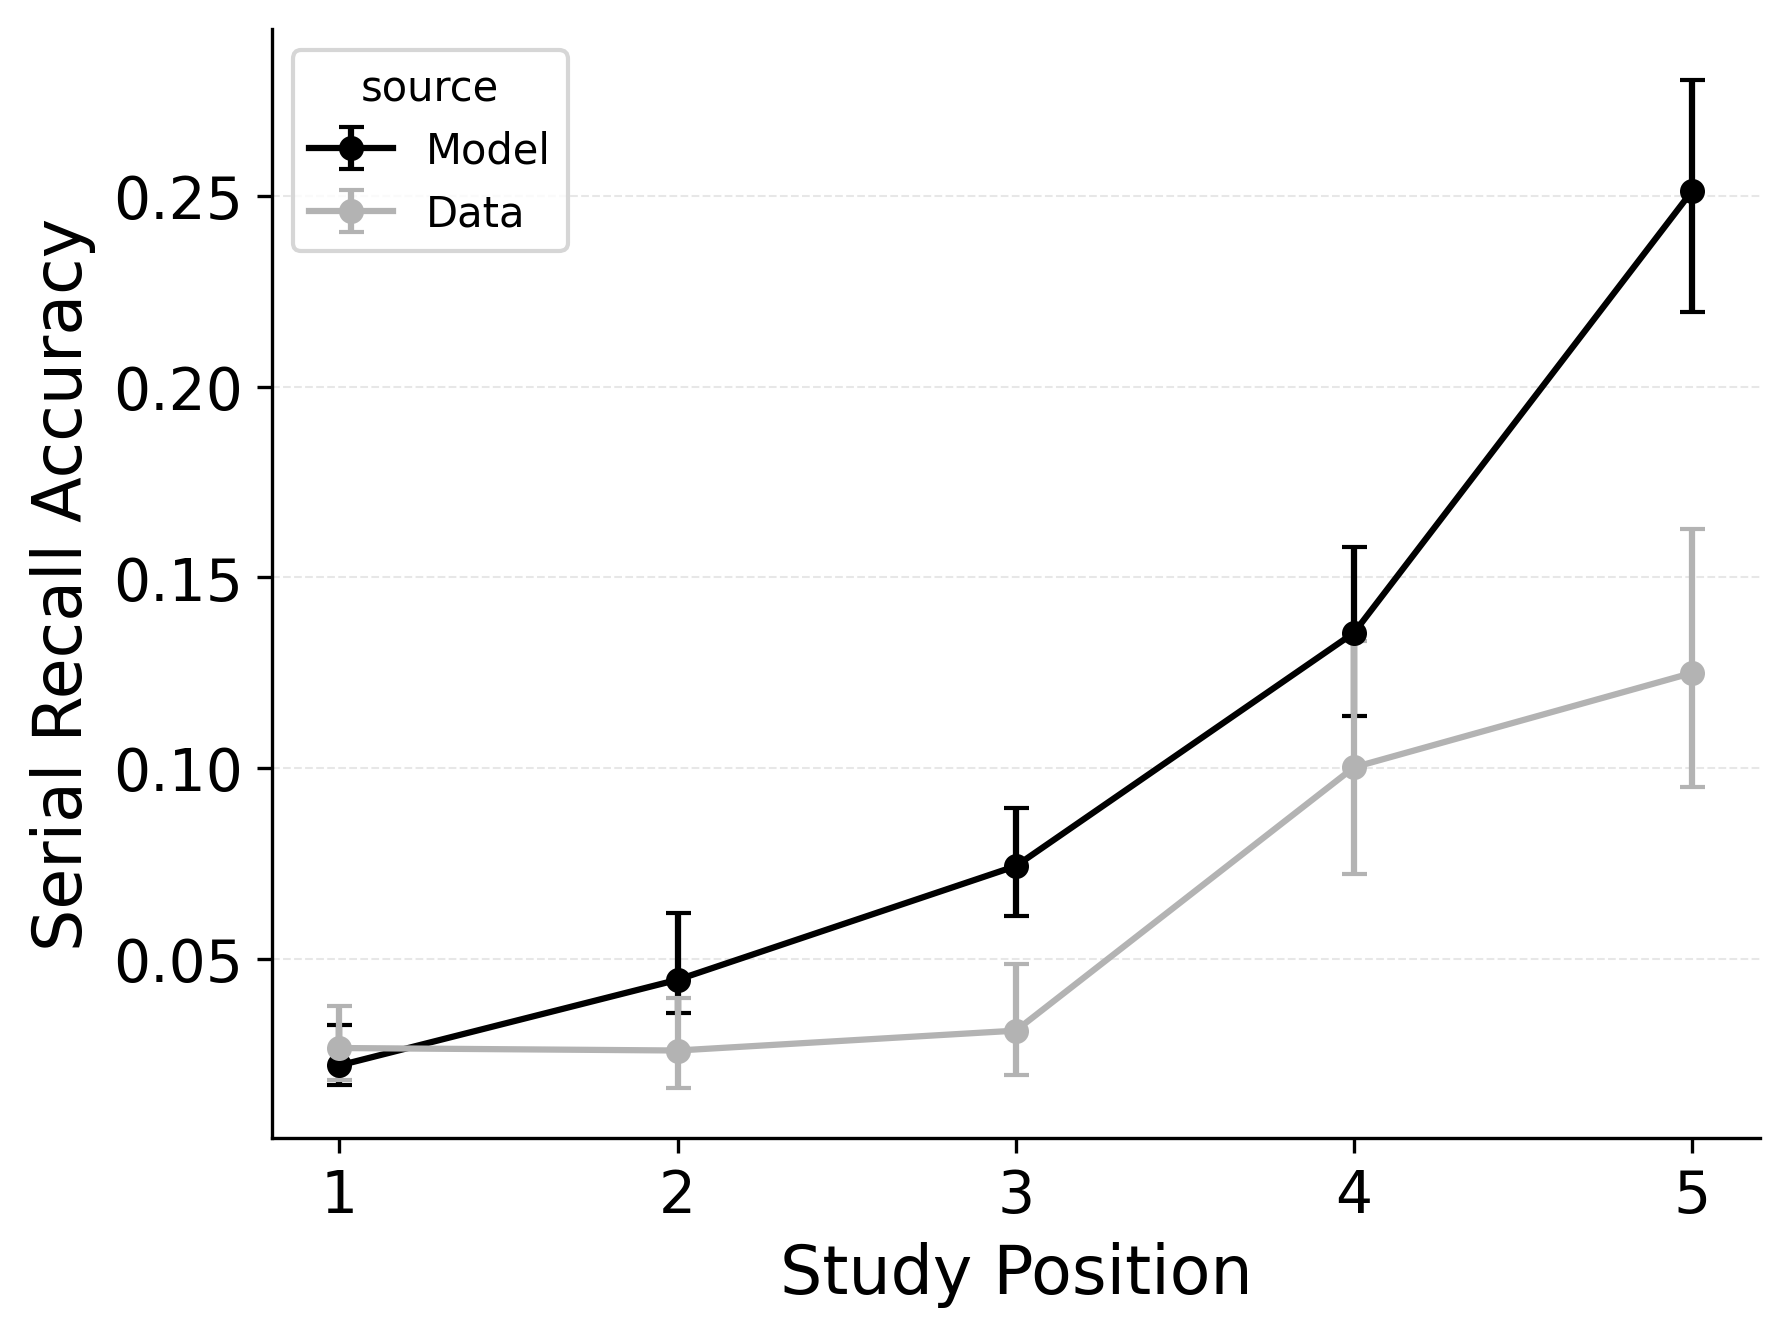 source
Model
Data
0.25
0.20
0.15
0.10
0.05
Serial Recall Accuracy
1 2 3 4 5
Study Position